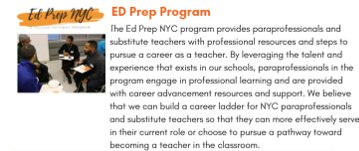 Ed Prep NYC
ED Prep Program
The Ed Prep NYC program provides paraprofessionals and
substitute teachers with professional resources and steps to
pursue a career as a teacher. By leveraging the talent and
experience that exists in our schools, paraprofessionals in the
program engage in professional learning and are provided
with career advancement resources and support. We believe
that we can build a career ladder for NYC paraprofessionals
and substitute teachers so that they can more effectively serve
in their current role or choose to pursue a pathway toward
becoming a teacher in the classroom.